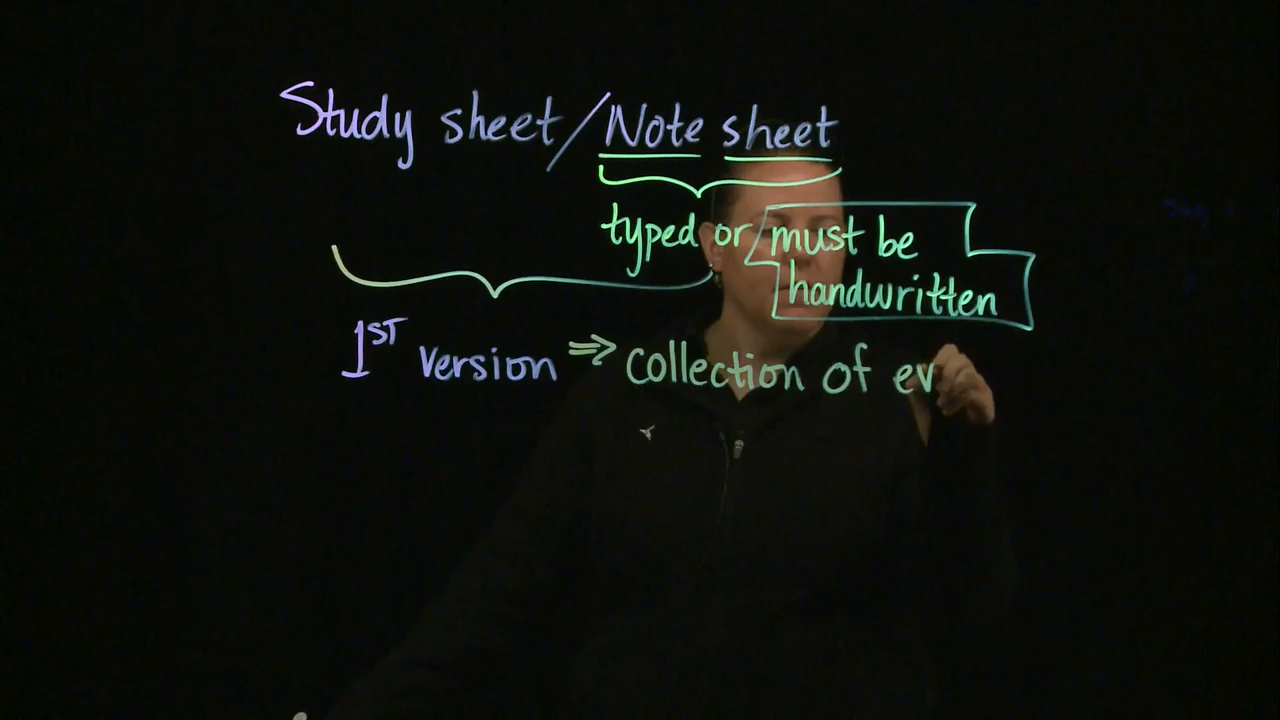 Study sheet/Note sheet
typed or must be
handwritten
1ST version ⇒ collection of ev